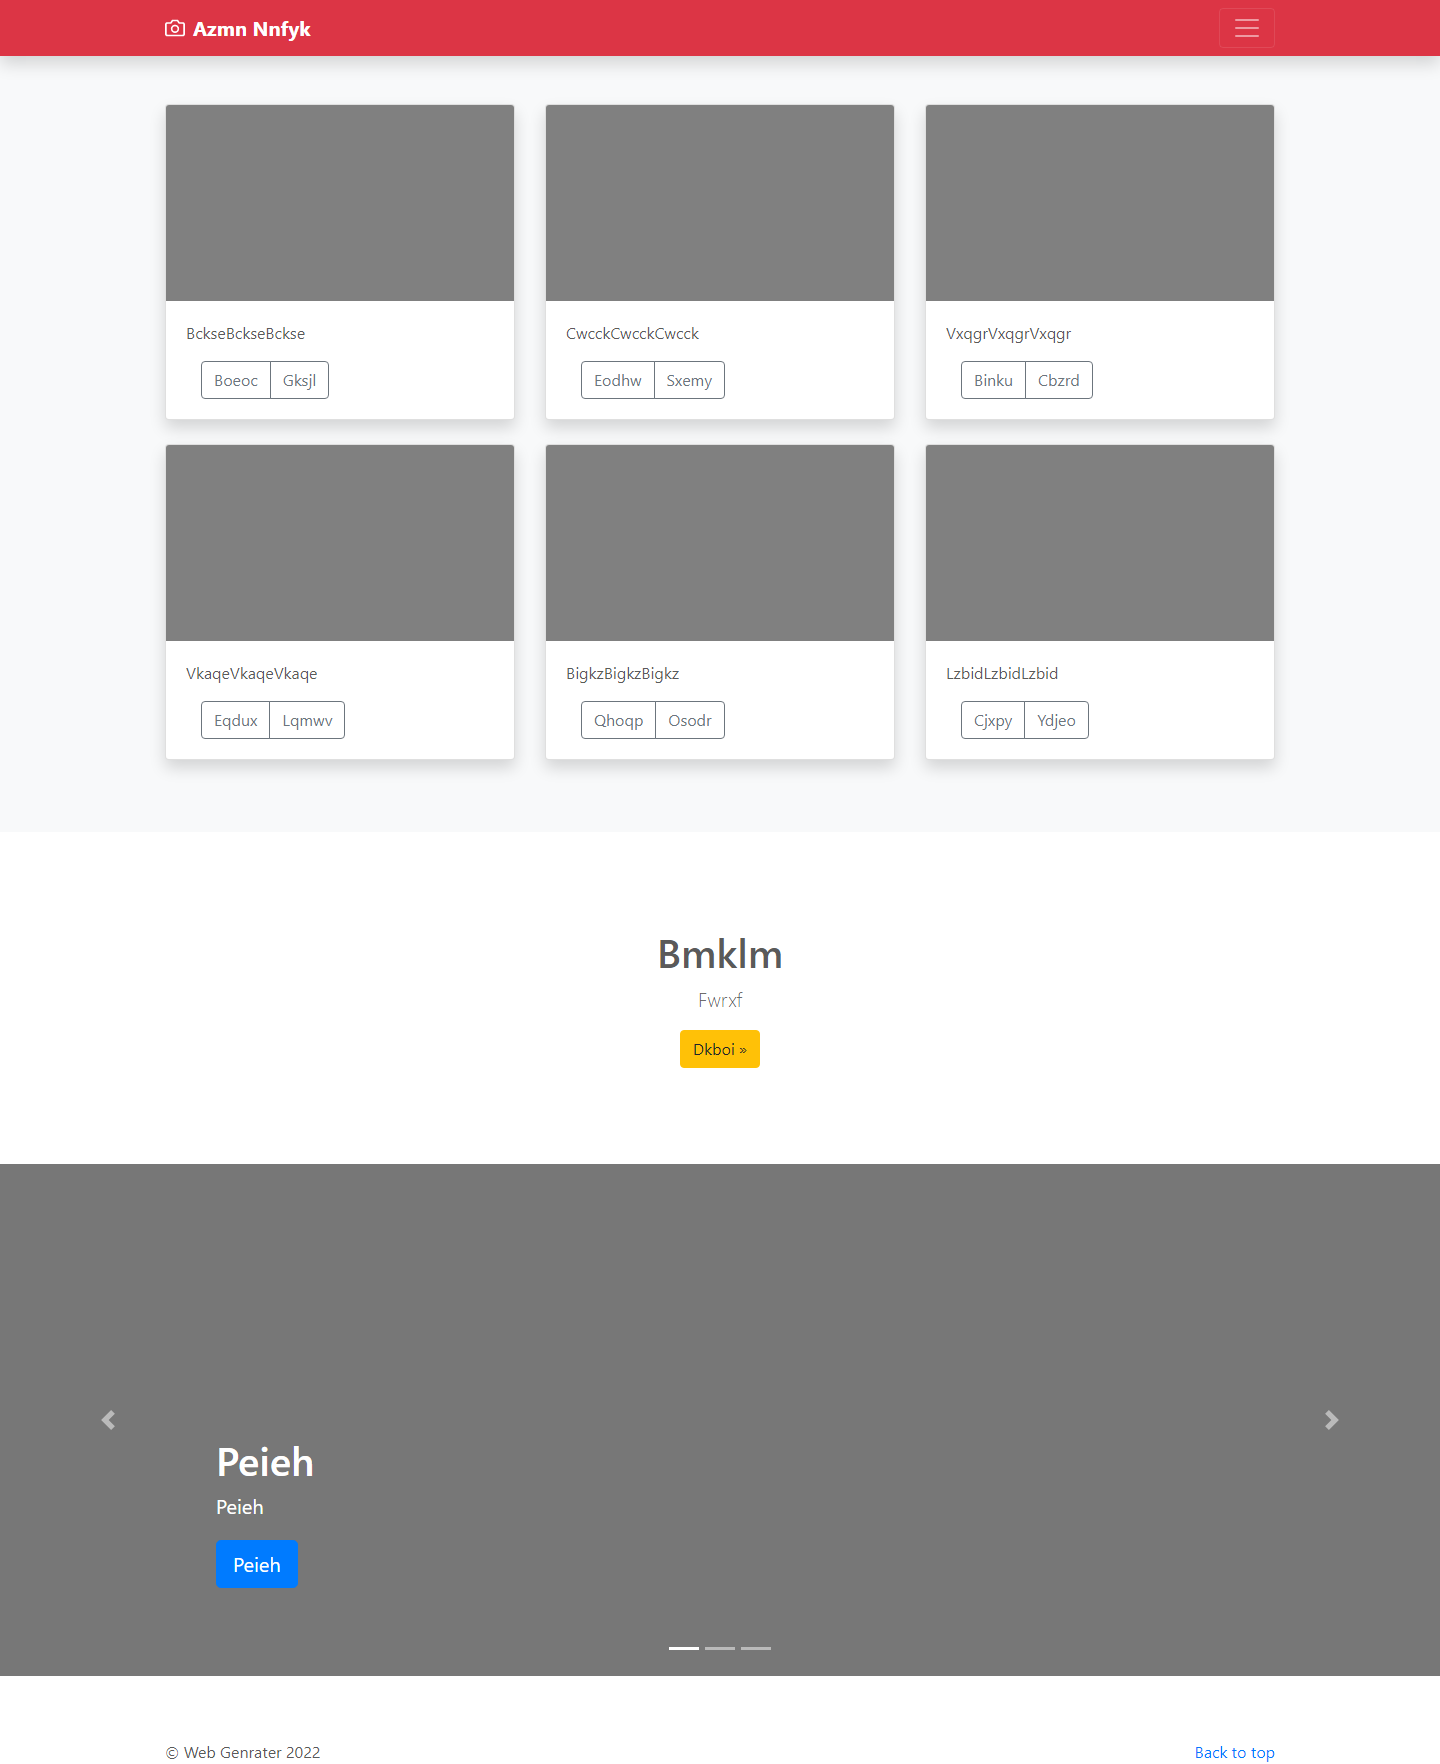 Azmn Nnfyk
BckseBckseBckse
Boeoc Gksjl
CwcckCwcckCwcck
Eodhw Sxemy
VxqgrVxqgrVxqgr
Binku Cbzrd
VkaqeVkaqeVkaqe
Eqdux Lqmwv
BigkzBigkzBigkz
Qhoqp Osodr
LzbidLzbidLzbid
Cjxpy Ydjeo
Bmklm
Fwrxf
Dkboi »
Peieh
Peieh
Peieh
© Web Genrater 2022
Back to top